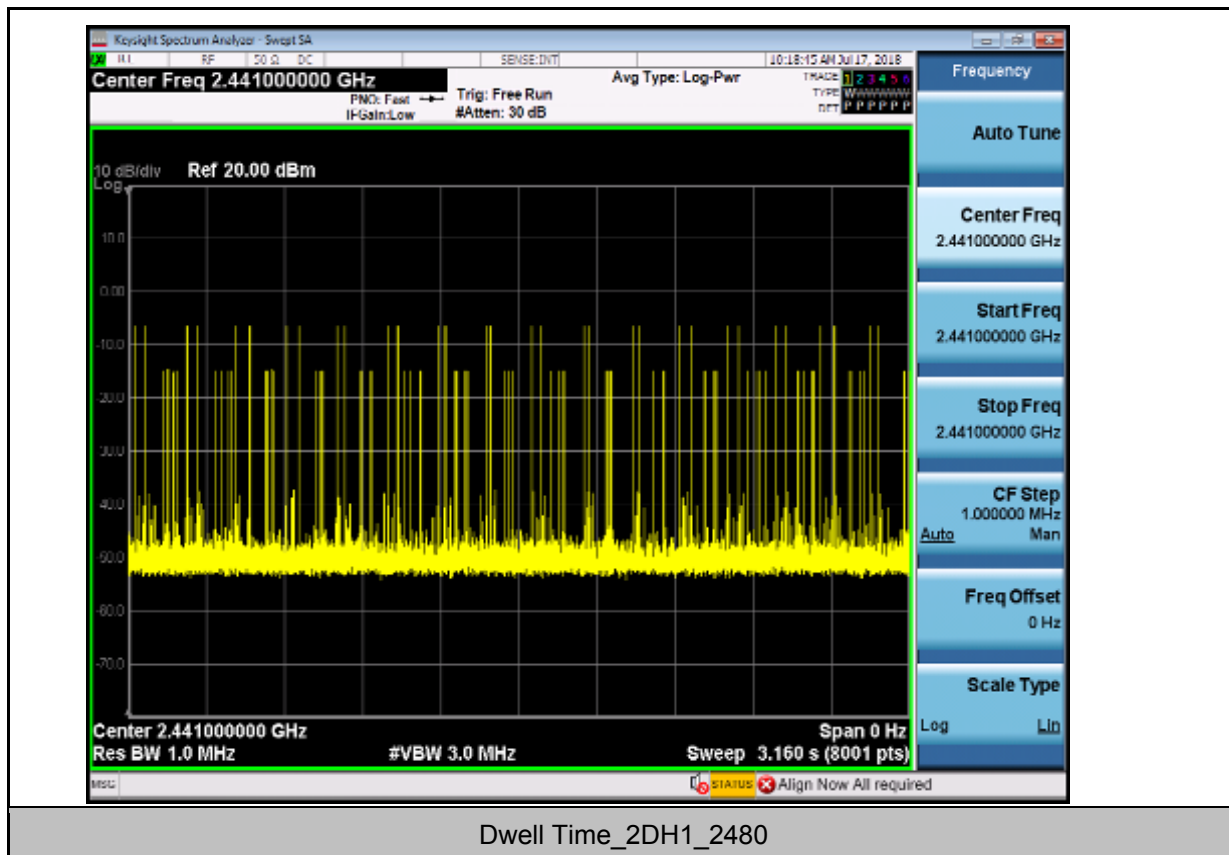 Keysight Spectrum Analyzer - Swept SA
RF 50 Ω DC SENSE:INT 10:18:45 AM Jul 17, 2018
Center Freq 2.441000000 GHz
PNO: Fast
IFGain:Low
Trig: Free Run
#Atten: 30 dB
Avg Type: Log-Pwr
TRACE 1 2 3 4 5 6
TYPE WWWWWW
DET P P P P P P
10 dB/div Ref 20.00 dBm
Log
10.0
0.00
-10.0
-20.0
-30.0
-40.0
-50.0
-60.0
-70.0
Center 2.441000000 GHz Span 0 Hz
Res BW 1.0 MHz #VBW 3.0 MHz Sweep 3.160 s (8001 pts)
MSG STATUS Align Now All required
Frequency
Auto Tune
Center Freq
2.441000000 GHz
Start Freq
2.441000000 GHz
Stop Freq
2.441000000 GHz
CF Step
1.000000 MHz
Auto Man
Freq Offset
0 Hz
Scale Type
Log Lin
Dwell Time_2DH1_2480